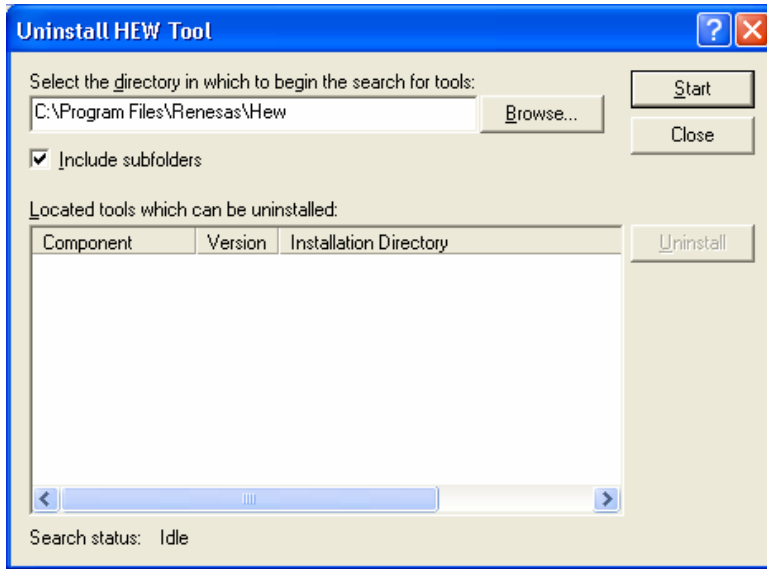 Uninstall HEW Tool
Select the directory in which to begin the search for tools:
C:\Program Files\Renesas\Hew
Browse...
Start
Close
Include subfolders
Located tools which can be uninstalled:
Component Version Installation Directory
Uninstall
Search status: Idle